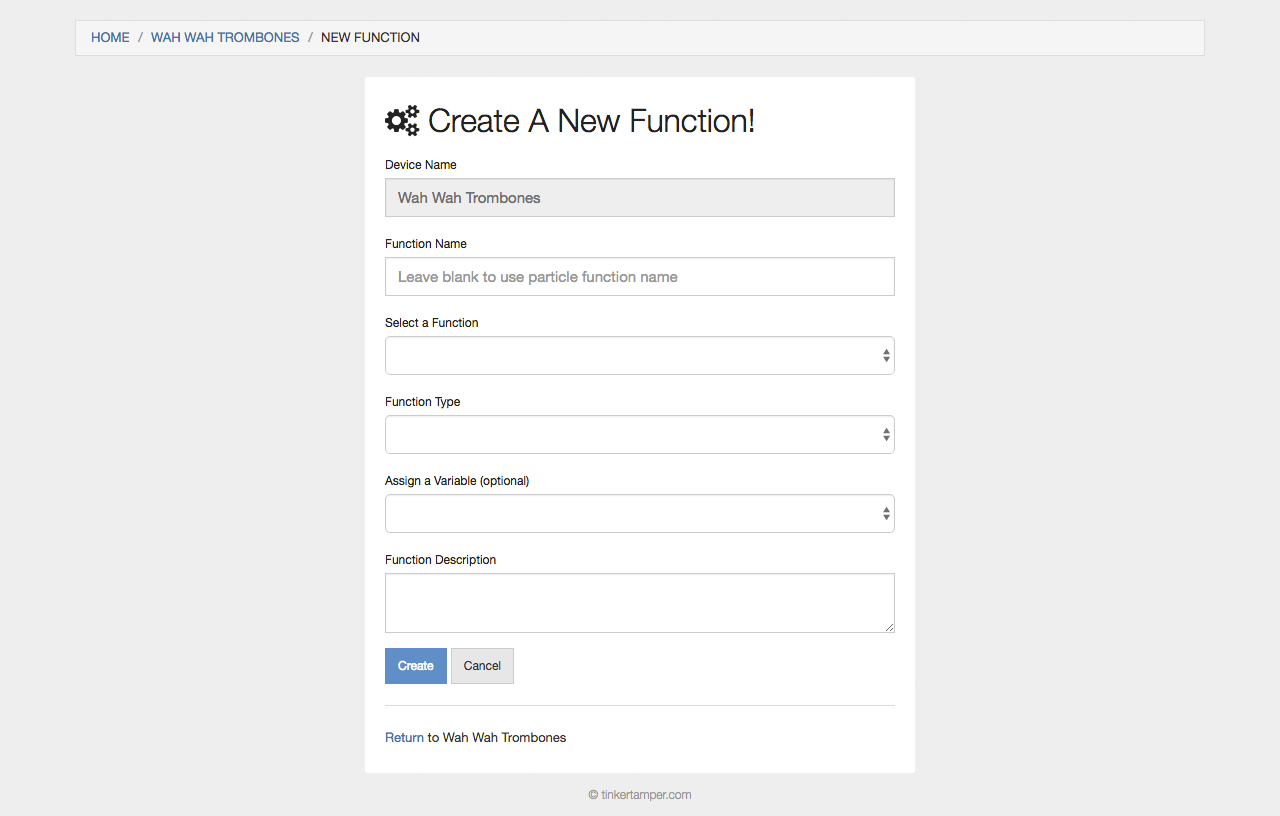 HOME / WAH WAH TROMBONES / NEW FUNCTION
Create A New Function!
Device Name
Wah Wah Trombones
Function Name
Leave blank to use particle function name
Select a Function
Function Type
Assign a Variable (optional)
Function Description
Create Cancel
Return to Wah Wah Trombones
© tinkertamper.com